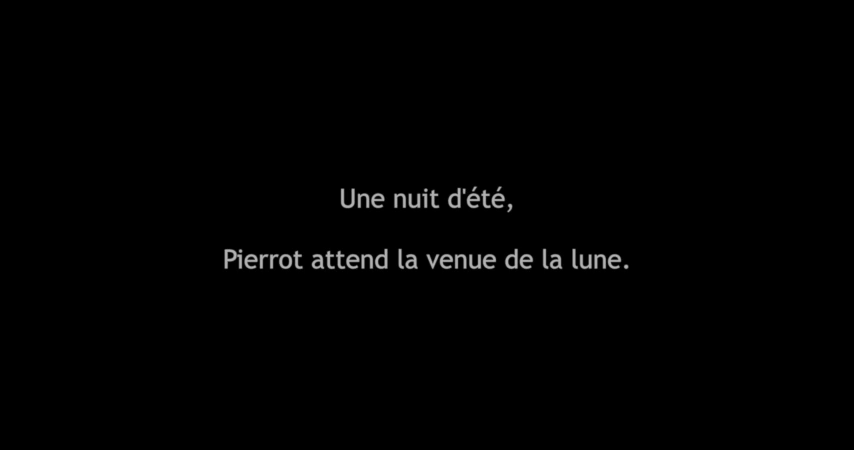 Une nuit d'été,
Pierrot attend la venue de la lune.